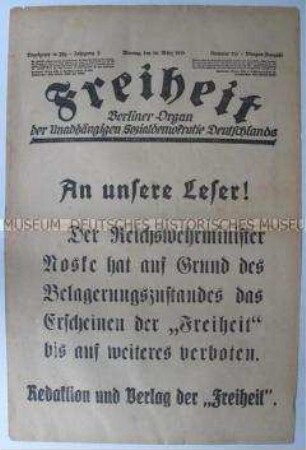 Freiheit
Berliner Organ
der Unabhängigen Sozialdemokratie Deutschlands
An unsere Leser!
Der Reichswehrminister
Noske hat auf Grund des
Belagerungszustandes das
Erscheinen der „Freiheit“
bis auf weiteres verboten.
Redaktion und Verlag der „Freiheit“.
MUSEUM DEUTSCHES HISTORISCHES MUSEUM